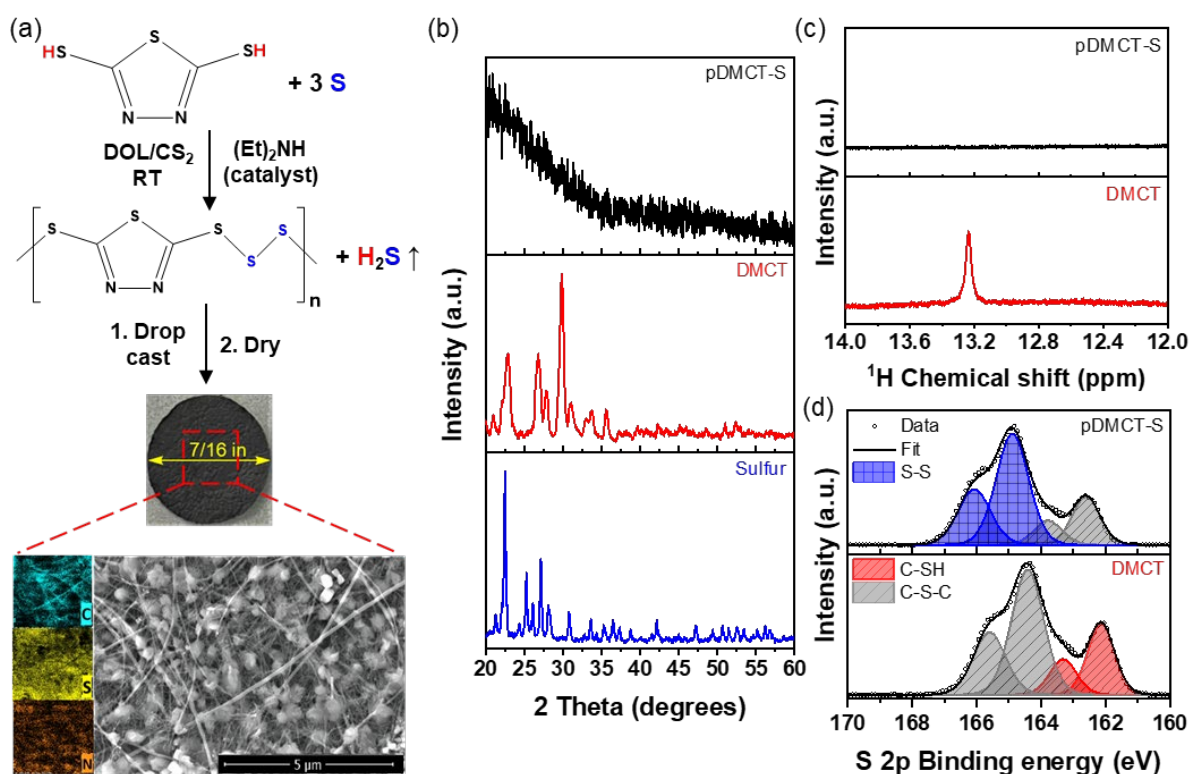 (a)
S
HS
SH
N
N
+ 3 S
DOL/CS2
RT
(Et)2NH
(catalyst)
S
S
S
S
S
N
N
n
+ H2S ↑
1. Drop
cast
2. Dry
7/16 in
C
S
N
5 µm
(b)
pDMCT-S
DMCT
Sulfur
Intensity (a.u.)
20 25 30 35 40 45 50 55 60
2 Theta (degrees)
(c)
pDMCT-S
DMCT
Intensity (a.u.)
14.0 13.6 13.2 12.8 12.4 12.0
1H Chemical shift (ppm)
(d)
Data
Fit
S-S
pDMCT-S
C-SH
C-S-C
DMCT
Intensity (a.u.)
170 168 166 164 162 160
S 2p Binding energy (eV)